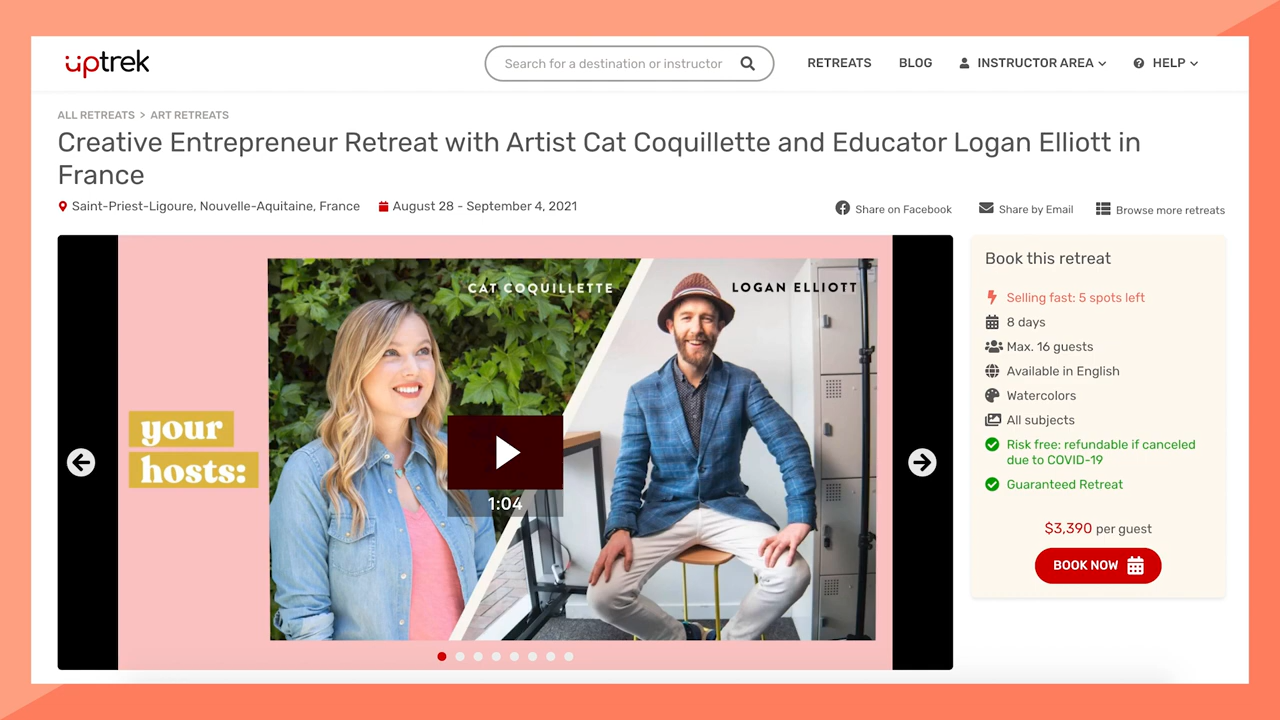 uptrek
Search for a destination or instructor
RETREATS
BLOG
INSTRUCTOR AREA
HELP
ALL RETREATS > ART RETREATS
Creative Entrepreneur Retreat with Artist Cat Coquillette and Educator Logan Elliott in
France
Saint-Priest-Ligoure, Nouvelle-Aquitaine, France
August 28 - September 4, 2021
Share on Facebook
Share by Email
Browse more retreats
your
hosts:
CAT COQUILLETTE
LOGAN ELLIOTT
1:04
Book this retreat
Selling fast: 5 spots left
8 days
Max. 16 guests
Available in English
Watercolors
All subjects
Risk free: refundable if canceled
due to COVID-19
Guaranteed Retreat
$3,390 per guest
BOOK NOW